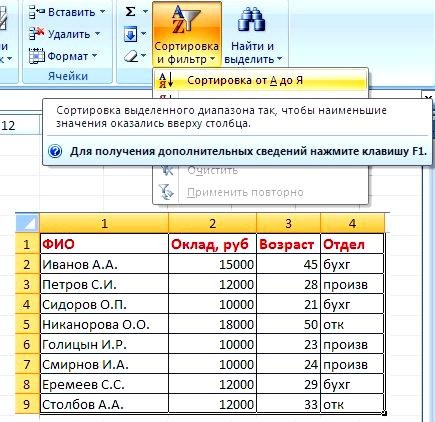 Вставить
Удалить
Формат
Ячейки
Σ
Сортировка
и фильтр
Найти и
выделить
Сортировка от А до Я
12
Сортировка выделенного диапазона так, чтобы наименьшие
значения оказались вверху столбца.
Для получения дополнительных сведений нажмите клавишу F1.
Очистить
Применить повторно
1 2 3 4
1 ФИО Оклад, руб Возраст Отдел
2 Иванов А.А. 15000 45 бухг
3 Петров С.И. 12000 28 произв
4 Сидоров О.П. 10000 21 бухг
5 Никанорова О.О. 18000 50 отк
6 Голицын И.Р. 10000 23 произв
7 Смирнов И.А. 10000 24 произв
8 Еремеев С.С. 12000 29 бухг
9 Столбов А.А. 12000 33 отк